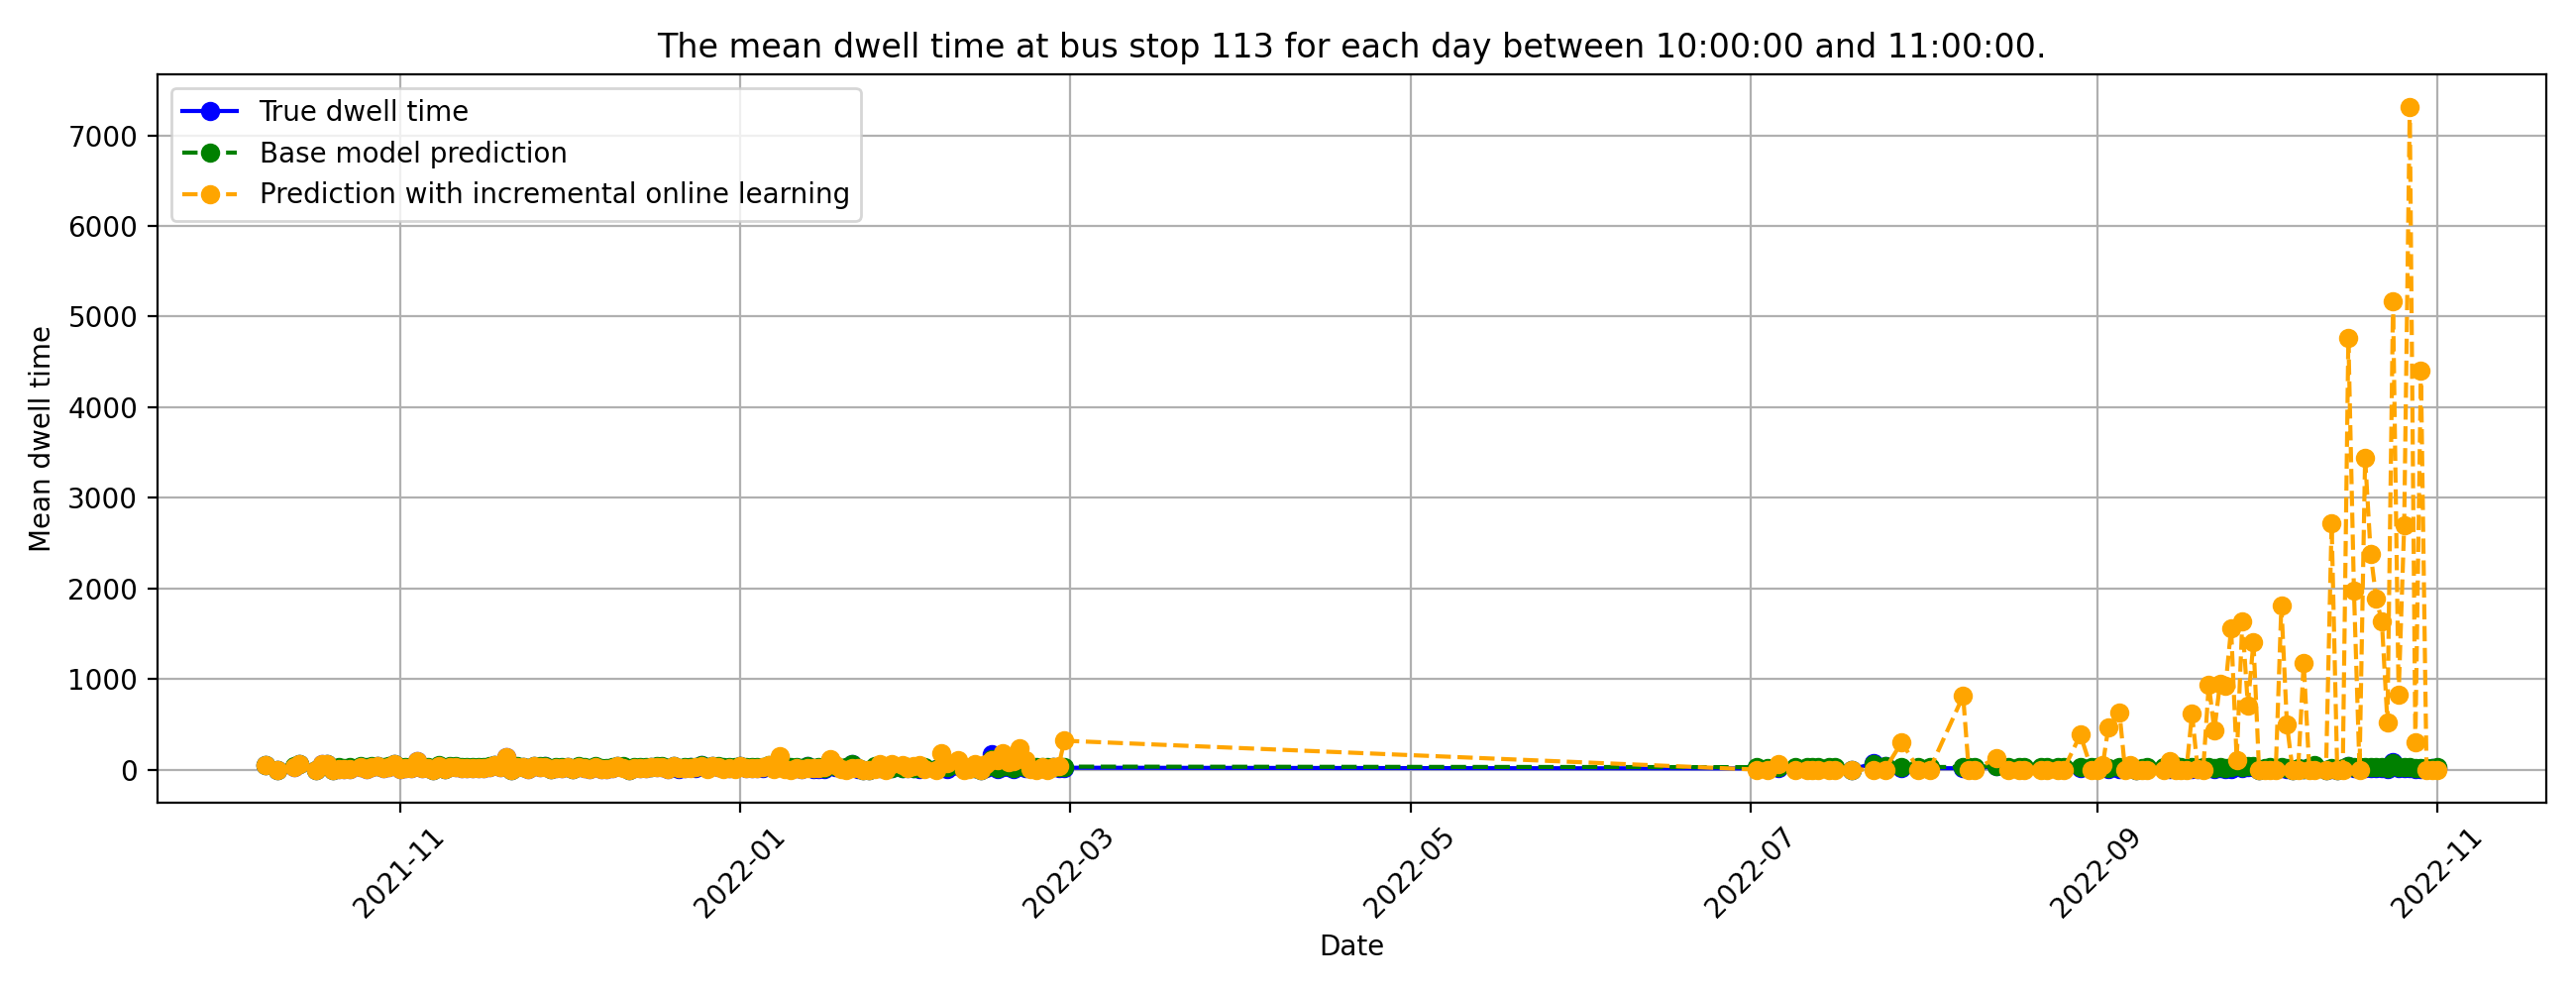 The mean dwell time at bus stop 113 for each day between 10:00:00 and 11:00:00.
True dwell time
Base model prediction
Prediction with incremental online learning
Mean dwell time
7000
6000
5000
4000
3000
2000
1000
0
2021-11
2022-01
2022-03
2022-05
2022-07
2022-09
2022-11
Date